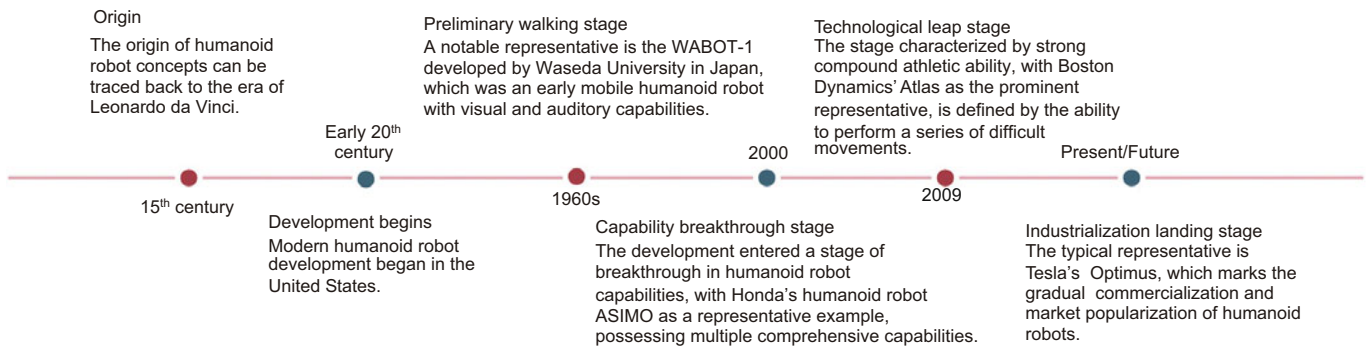 Origin
The origin of humanoid
robot concepts can be
traced back to the era of
Leonardo da Vinci.
15th century
Early 20th
century
Development begins
Modern humanoid robot
development began in the
United States.
Preliminary walking stage
A notable representative is the WABOT-1
developed by Waseda University in Japan,
which was an early mobile humanoid robot
with visual and auditory capabilities.
1960s
2000
Capability breakthrough stage
The development entered a stage of
breakthrough in humanoid robot
capabilities, with Honda’s humanoid robot
ASIMO as a representative example,
possessing multiple comprehensive capabilities.
Technological leap stage
The stage characterized by strong
compound athletic ability, with Boston
Dynamics’ Atlas as the prominent
representative, is defined by the ability
to perform a series of difficult
movements.
2009
Present/Future
Industrialization landing stage
The typical representative is
Tesla’s Optimus, which marks the
gradual commercialization and
market popularization of humanoid
robots.